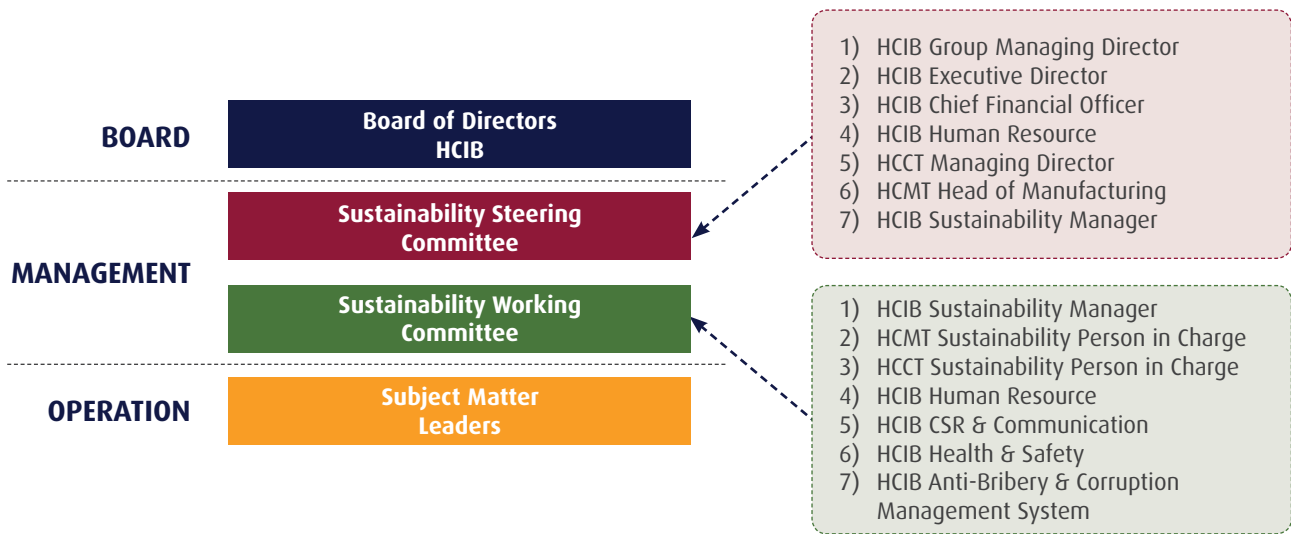 BOARD
Board of Directors
HCIB
MANAGEMENT
Sustainability Steering
Committee
Sustainability Working
Committee
OPERATION
Subject Matter
Leaders
1) HCIB Group Managing Director
2) HCIB Executive Director
3) HCIB Chief Financial Officer
4) HCIB Human Resource
5) HCCT Managing Director
6) HCMT Head of Manufacturing
7) HCIB Sustainability Manager
1) HCIB Sustainability Manager
2) HCMT Sustainability Person in Charge
3) HCCT Sustainability Person in Charge
4) HCIB Human Resource
5) HCIB CSR & Communication
6) HCIB Health & Safety
7) HCIB Anti-Bribery & Corruption
Management System